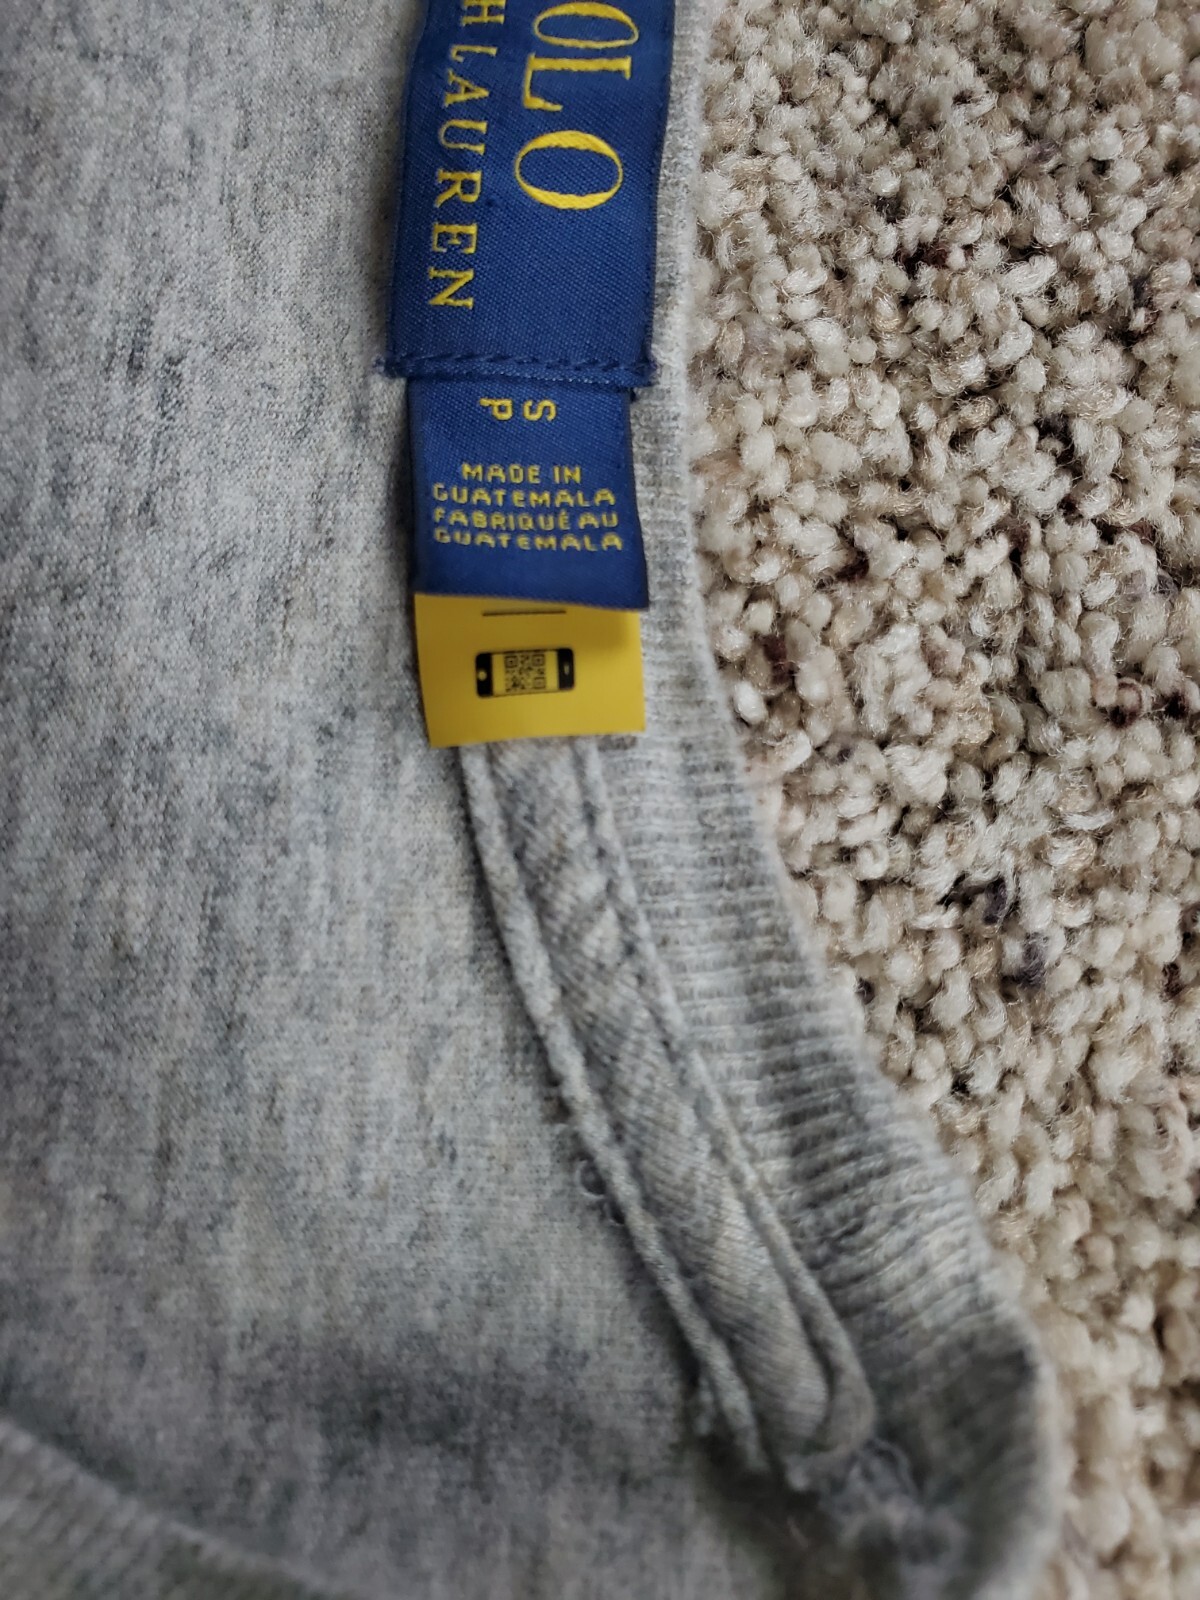 OLO
H LAUREN
S
P
MADE IN
GUATEMALA
FABRIQUÉ AU
GUATEMALA